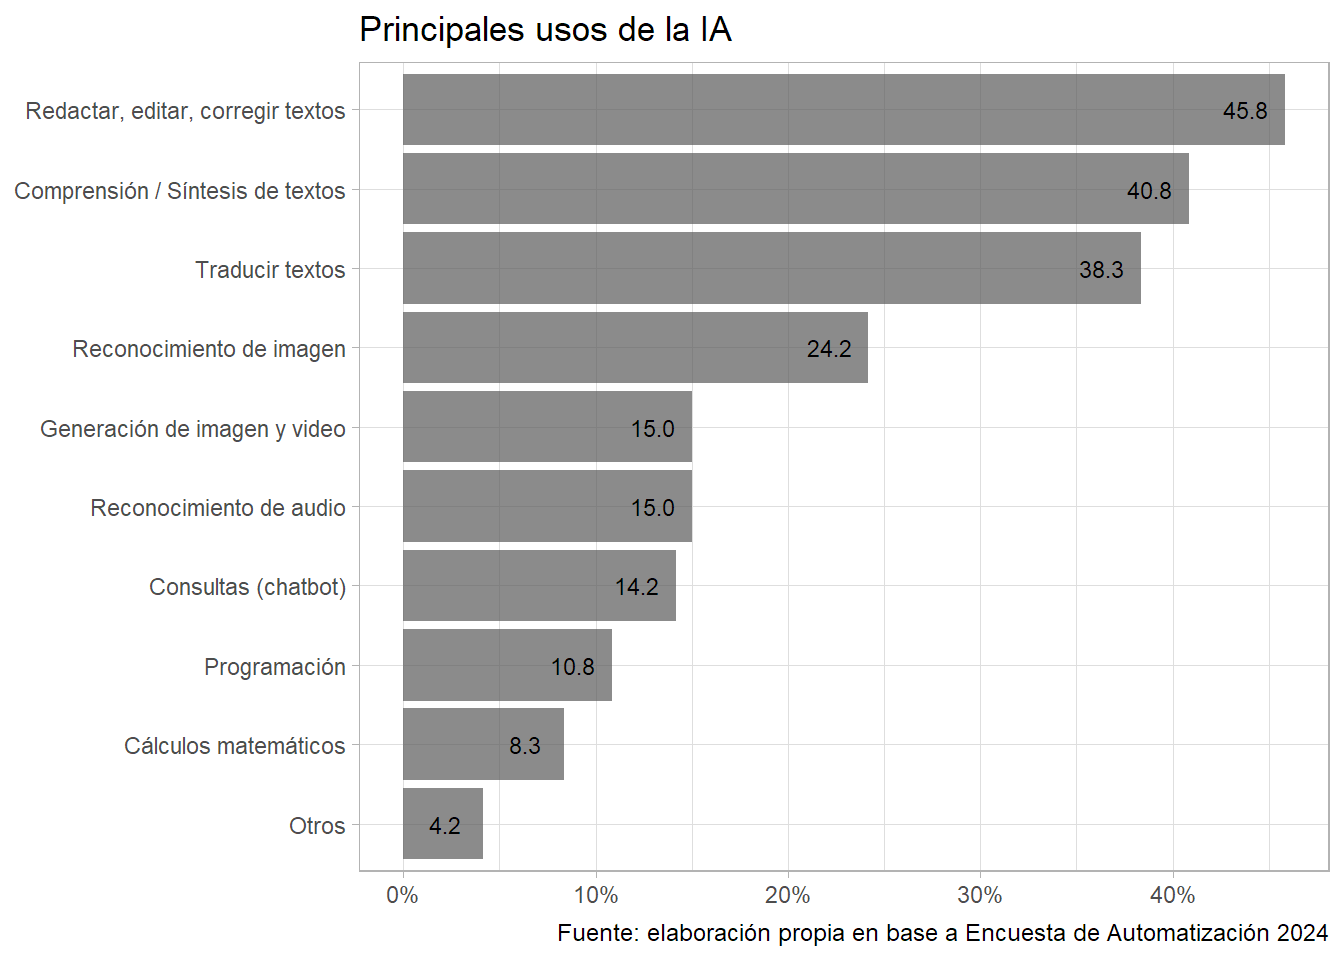 Principales usos de la IA
Redactar, editar, corregir textos 45.8
Comprensión / Síntesis de textos 40.8
Traducir textos 38.3
Reconocimiento de imagen 24.2
Generación de imagen y video 15.0
Reconocimiento de audio 15.0
Consultas (chatbot) 14.2
Programación 10.8
Cálculos matemáticos 8.3
Otros 4.2
0% 10% 20% 30% 40%
Fuente: elaboración propia en base a Encuesta de Automatización 2024